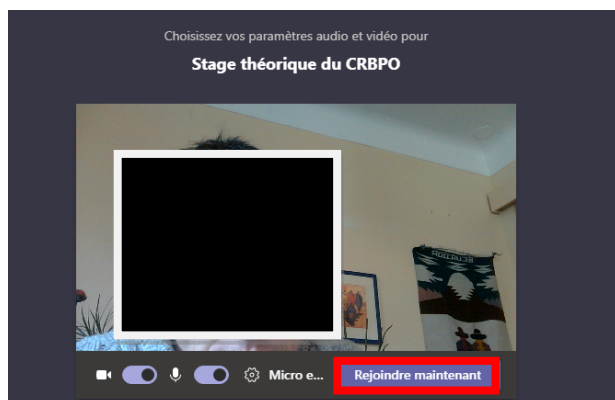 Choisissez vos paramètres audio et vidéo pour
Stage théorique du CRBPO
Micro e...
Rejoindre maintenant